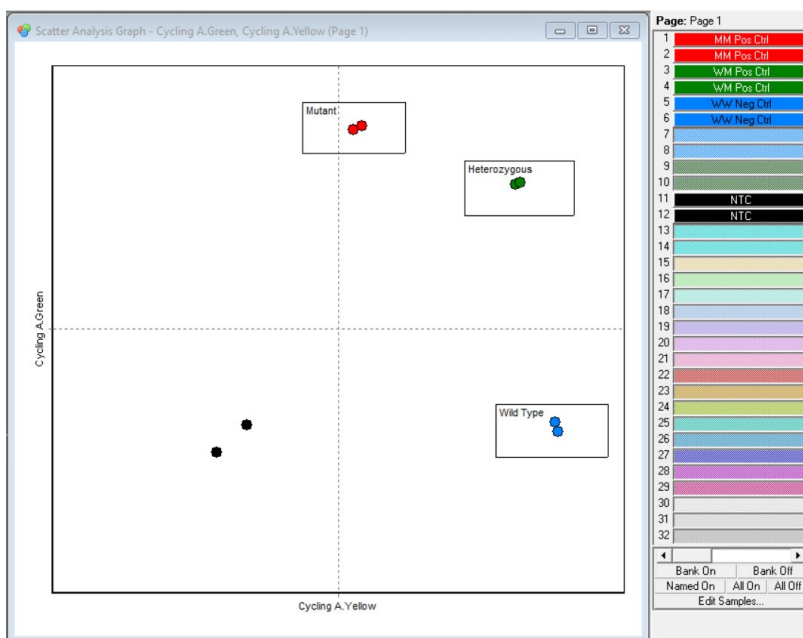 Scatter Analysis Graph - Cycling A.Green, Cycling A.Yellow (Page 1)
Mutant
Heterozygous
Wild Type
Cycling A.Green
Cycling A.Yellow
Page: Page 1
1 MM Pos Ctrl
2 MM Pos Ctrl
3 WM Pos Ctrl
4 WM Pos Ctrl
5 WW Neg Ctrl
6 WW Neg Ctrl
7
8
9
10
11 NTC
12 NTC
13
14
15
16
17
18
19
20
21
22
23
24
25
26
27
28
29
30
31
32
Bank On Bank Off
Named On All On All Off
Edit Samples...